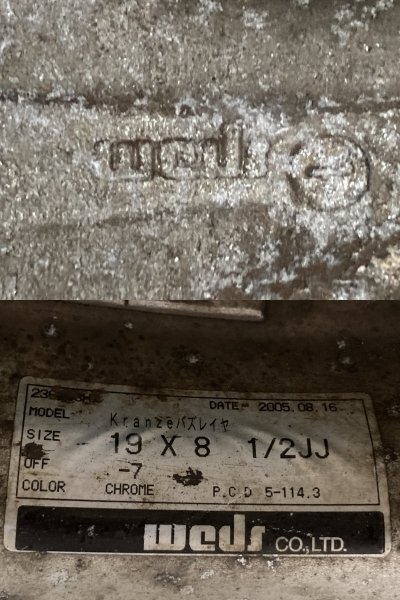 weds
DATE 2005.08.16
MODEL Kranzeバズレイヤ
SIZE 19 X 8 1/2JJ
OFF -7
COLOR CHROME P.C.D 5-114.3
weds CO.,LTD.